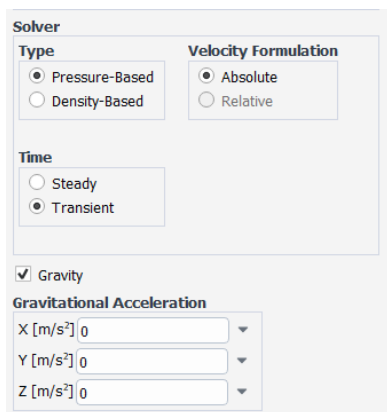 Solver
Type Velocity Formulation
Pressure-Based Absolute
Density-Based Relative
Time
Steady
Transient
Gravity
Gravitational Acceleration
X [m/s²] 0
Y [m/s²] 0
Z [m/s²] 0